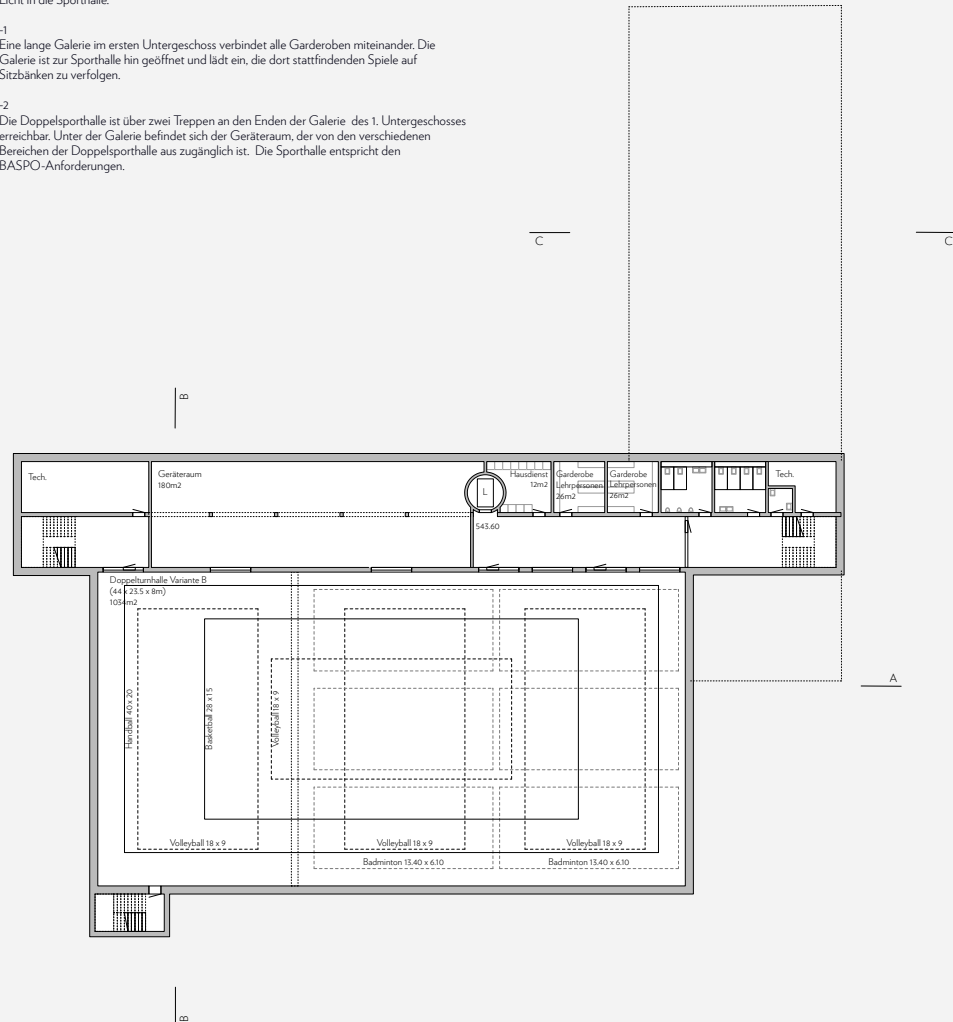 Licht in die Sporthalle.
-1
Eine lange Galerie im ersten Untergeschoss verbindet alle Garderoben miteinander. Die
Galerie ist zur Sporthalle hin geöffnet und lädt ein, die dort stattfindenden Spiele auf
Sitzbänken zu verfolgen.
-2
Die Doppelsporthalle ist über zwei Treppen an den Enden der Galerie des 1. Untergeschosses
erreichbar. Unter der Galerie befindet sich der Geräteraum, der von den verschiedenen
Bereichen der Doppelsporthalle aus zugänglich ist. Die Sporthalle entspricht den
BASPO-Anforderungen.
C
C
B
Tech.
Geräteraum
180m2
L
Hausdienst
12m2
Garderobe
Lehrpersonen
26m2
Garderobe
Lehrpersonen
26m2
Tech.
543.60
Doppelturnhalle Variante B
(44 x 23.5 x 8m)
1034m2
A
Handball 40 x 20
Basketball 28 x 15
Volleyball 18 x 9
Volleyball 18 x 9
Volleyball 18 x 9
Volleyball 18 x 9
Badminton 13.40 x 6.10
Badminton 13.40 x 6.10
B